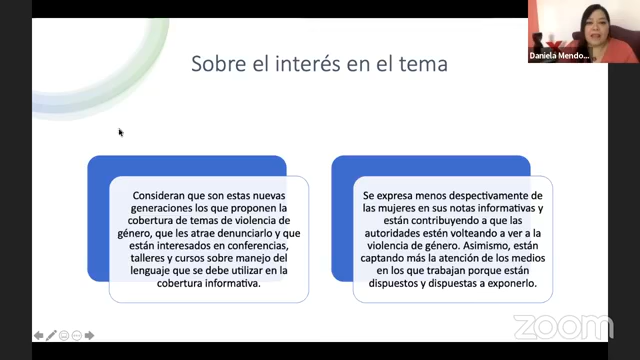 Daniela Mendo...
Sobre el interés en el tema
Consideran que son estas nuevas
generaciones los que proponen la
cobertura de temas de violencia de
género, que les atrae denunciarlo y que
están interesados en conferencias,
talleres y cursos sobre manejo del
lenguaje que se debe utilizar en la
cobertura informativa.
Se expresa menos despectivamente de
las mujeres en sus notas informativas y
están contribuyendo a que las
autoridades estén volteando a ver a la
violencia de género. Asimismo, están
captando más la atención de los medios
en los que trabajan porque están
dispuestos y dispuestas a exponerlo.
zoom